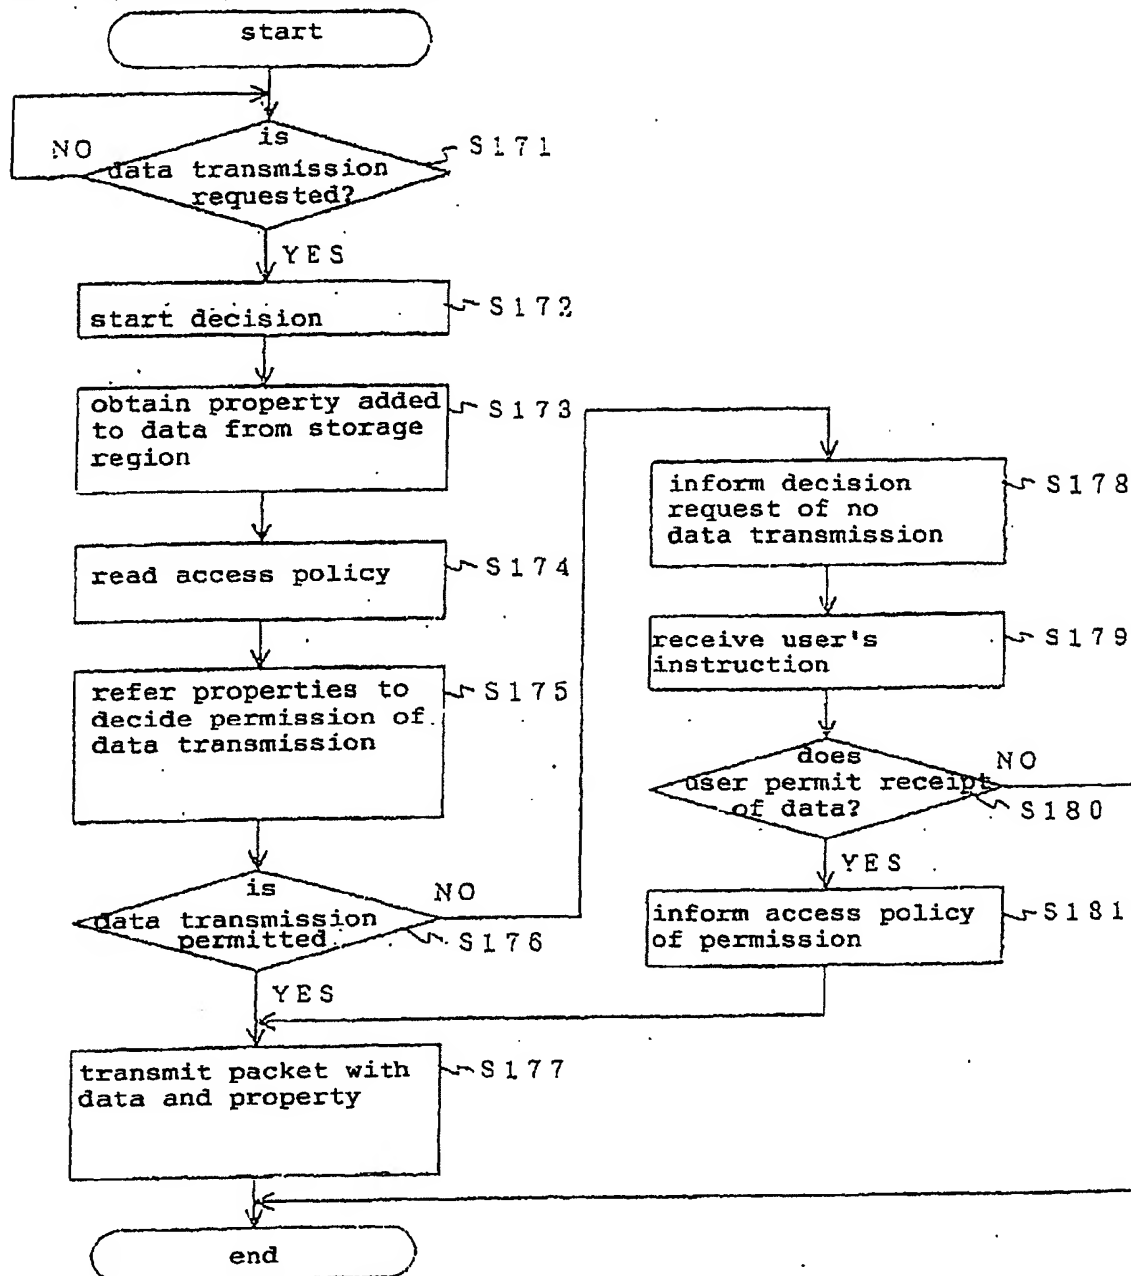 start
is
data transmission
requested?
NO
S171
YES
start decision
S172
obtain property added
to data from storage
region
S173
read access policy
S174
refer properties to
decide permission of
data transmission
S175
is
data transmission
permitted
NO
S176
YES
transmit packet with
data and property
S177
inform decision
request of no
data transmission
S178
receive user's
instruction
S179
does
user permit receipt
of data?
NO
S180
YES
inform access policy
of permission
S181
end